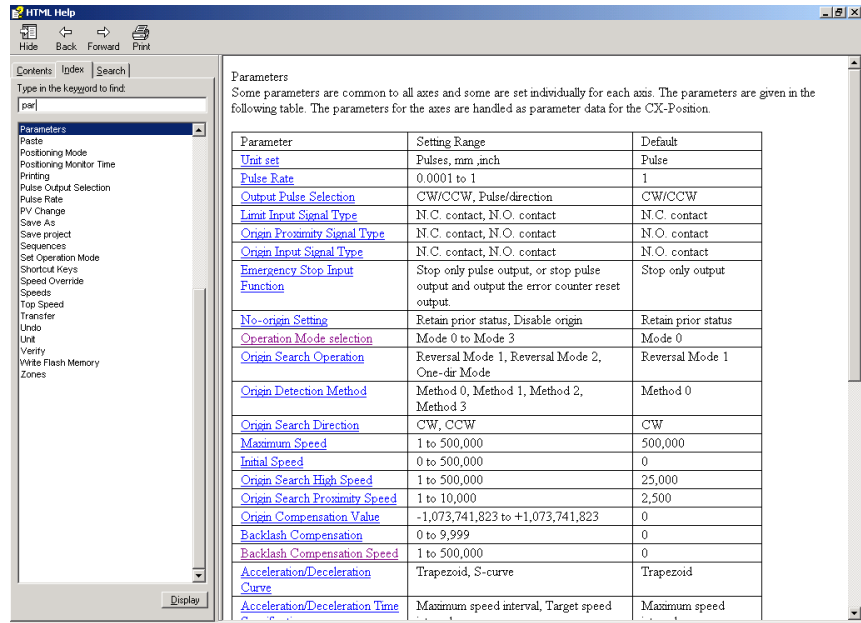 HTML Help
Hide Back Forward Print
Contents Index Search
Type in the keyword to find:
par
Parameters
Paste
Positioning Mode
Positioning Monitor Time
Printing
Pulse Output Selection
Pulse Rate
PV Change
Save As
Save project
Sequences
Set Operation Mode
Shortcut Keys
Speed Override
Speeds
Top Speed
Transfer
Undo
Unit
Verify
Write Flash Memory
Zones
Display
Parameters
Some parameters are common to all axes and some are set individually for each axis. The parameters are given in the
following table. The parameters for the axes are handled as parameter data for the CX-Position.
Parameter Setting Range Default
Unit set Pulses, mm ,inch Pulse
Pulse Rate 0.0001 to 1 1
Output Pulse Selection CW/CCW, Pulse/direction CW/CCW
Limit Input Signal Type N.C. contact, N.O. contact N.C. contact
Origin Proximity Signal Type N.C. contact, N.O. contact N.O. contact
Origin Input Signal Type N.C. contact, N.O. contact N.O. contact
Emergency Stop Input Stop only pulse output, or stop pulse Stop only output
Function output and output the error counter reset
output.
No-origin Setting Retain prior status, Disable origin Retain prior status
Operation Mode selection Mode 0 to Mode 3 Mode 0
Origin Search Operation Reversal Mode 1, Reversal Mode 2, Reversal Mode 1
One-dir Mode
Origin Detection Method Method 0, Method 1, Method 2, Method 0
Method 3
Origin Search Direction CW, CCW CW
Maximum Speed 1 to 500,000 500,000
Initial Speed 0 to 500,000 0
Origin Search High Speed 1 to 500,000 25,000
Origin Search Proximity Speed 1 to 10,000 2,500
Origin Compensation Value -1,073,741,823 to +1,073,741,823 0
Backlash Compensation 0 to 9,999 0
Backlash Compensation Speed 1 to 500,000 0
Acceleration/Deceleration Trapezoid, S-curve Trapezoid
Curve
Acceleration/Deceleration Time Maximum speed interval, Target speed Maximum speed